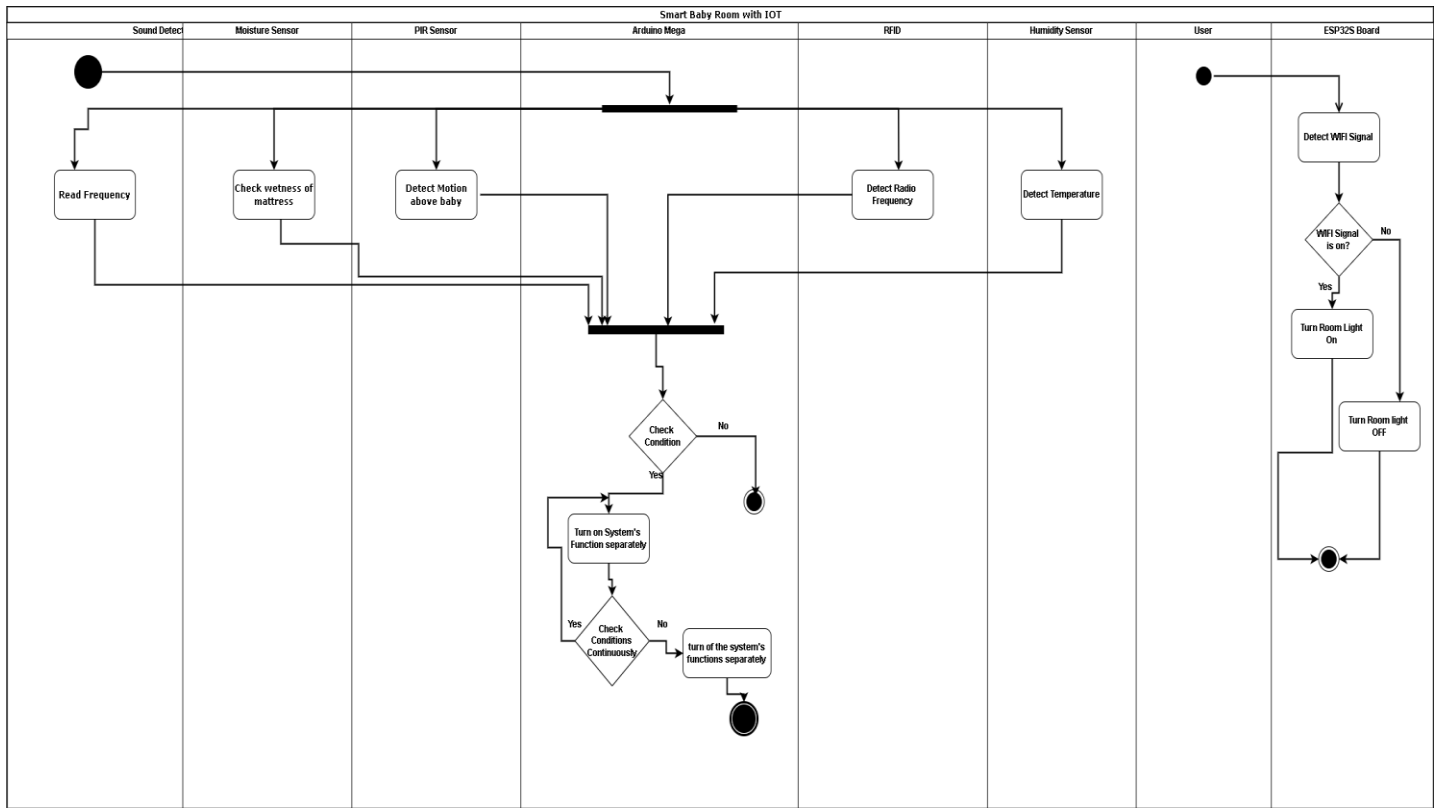 Smart Baby Room with IOT
Sound Detect
Moisture Sensor
PIR Sensor
Arduino Mega
RFID
Humidity Sensor
User
ESP32S Board
Detect WIFI Signal
Read Frequency
Check wetness of
mattress
Detect Motion
above baby
Detect Radio
Frequency
Detect Temperature
WIFI Signal
is on?
No
Yes
Turn Room Light
On
Check
Condition
No
Yes
Turn Room light
OFF
Turn on System's
Function separately
Check
Conditions
Continuously
Yes
No
turn of the system's
functions separately